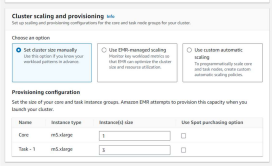 Cluster scaling and provisioning Info
Set up scaling and provisioning configurations for the core and task node groups for your cluster.
Choose an option
Set cluster size manually
Use this option if you know your workload patterns in advance.
Use EMR-managed scaling
Monitor key workload metrics so that EMR can optimize the cluster size and resource utilization.
Use custom automatic scaling
To programmatically scale core and task nodes, create custom automatic scaling policies.
Provisioning configuration
Set the size of your core and task instance groups. Amazon EMR attempts to provision this capacity when you launch your cluster.
Name Instance type Instance(s) size Use Spot purchasing option
Core m5.xlarge 1
Task - 1 m5.xlarge 5